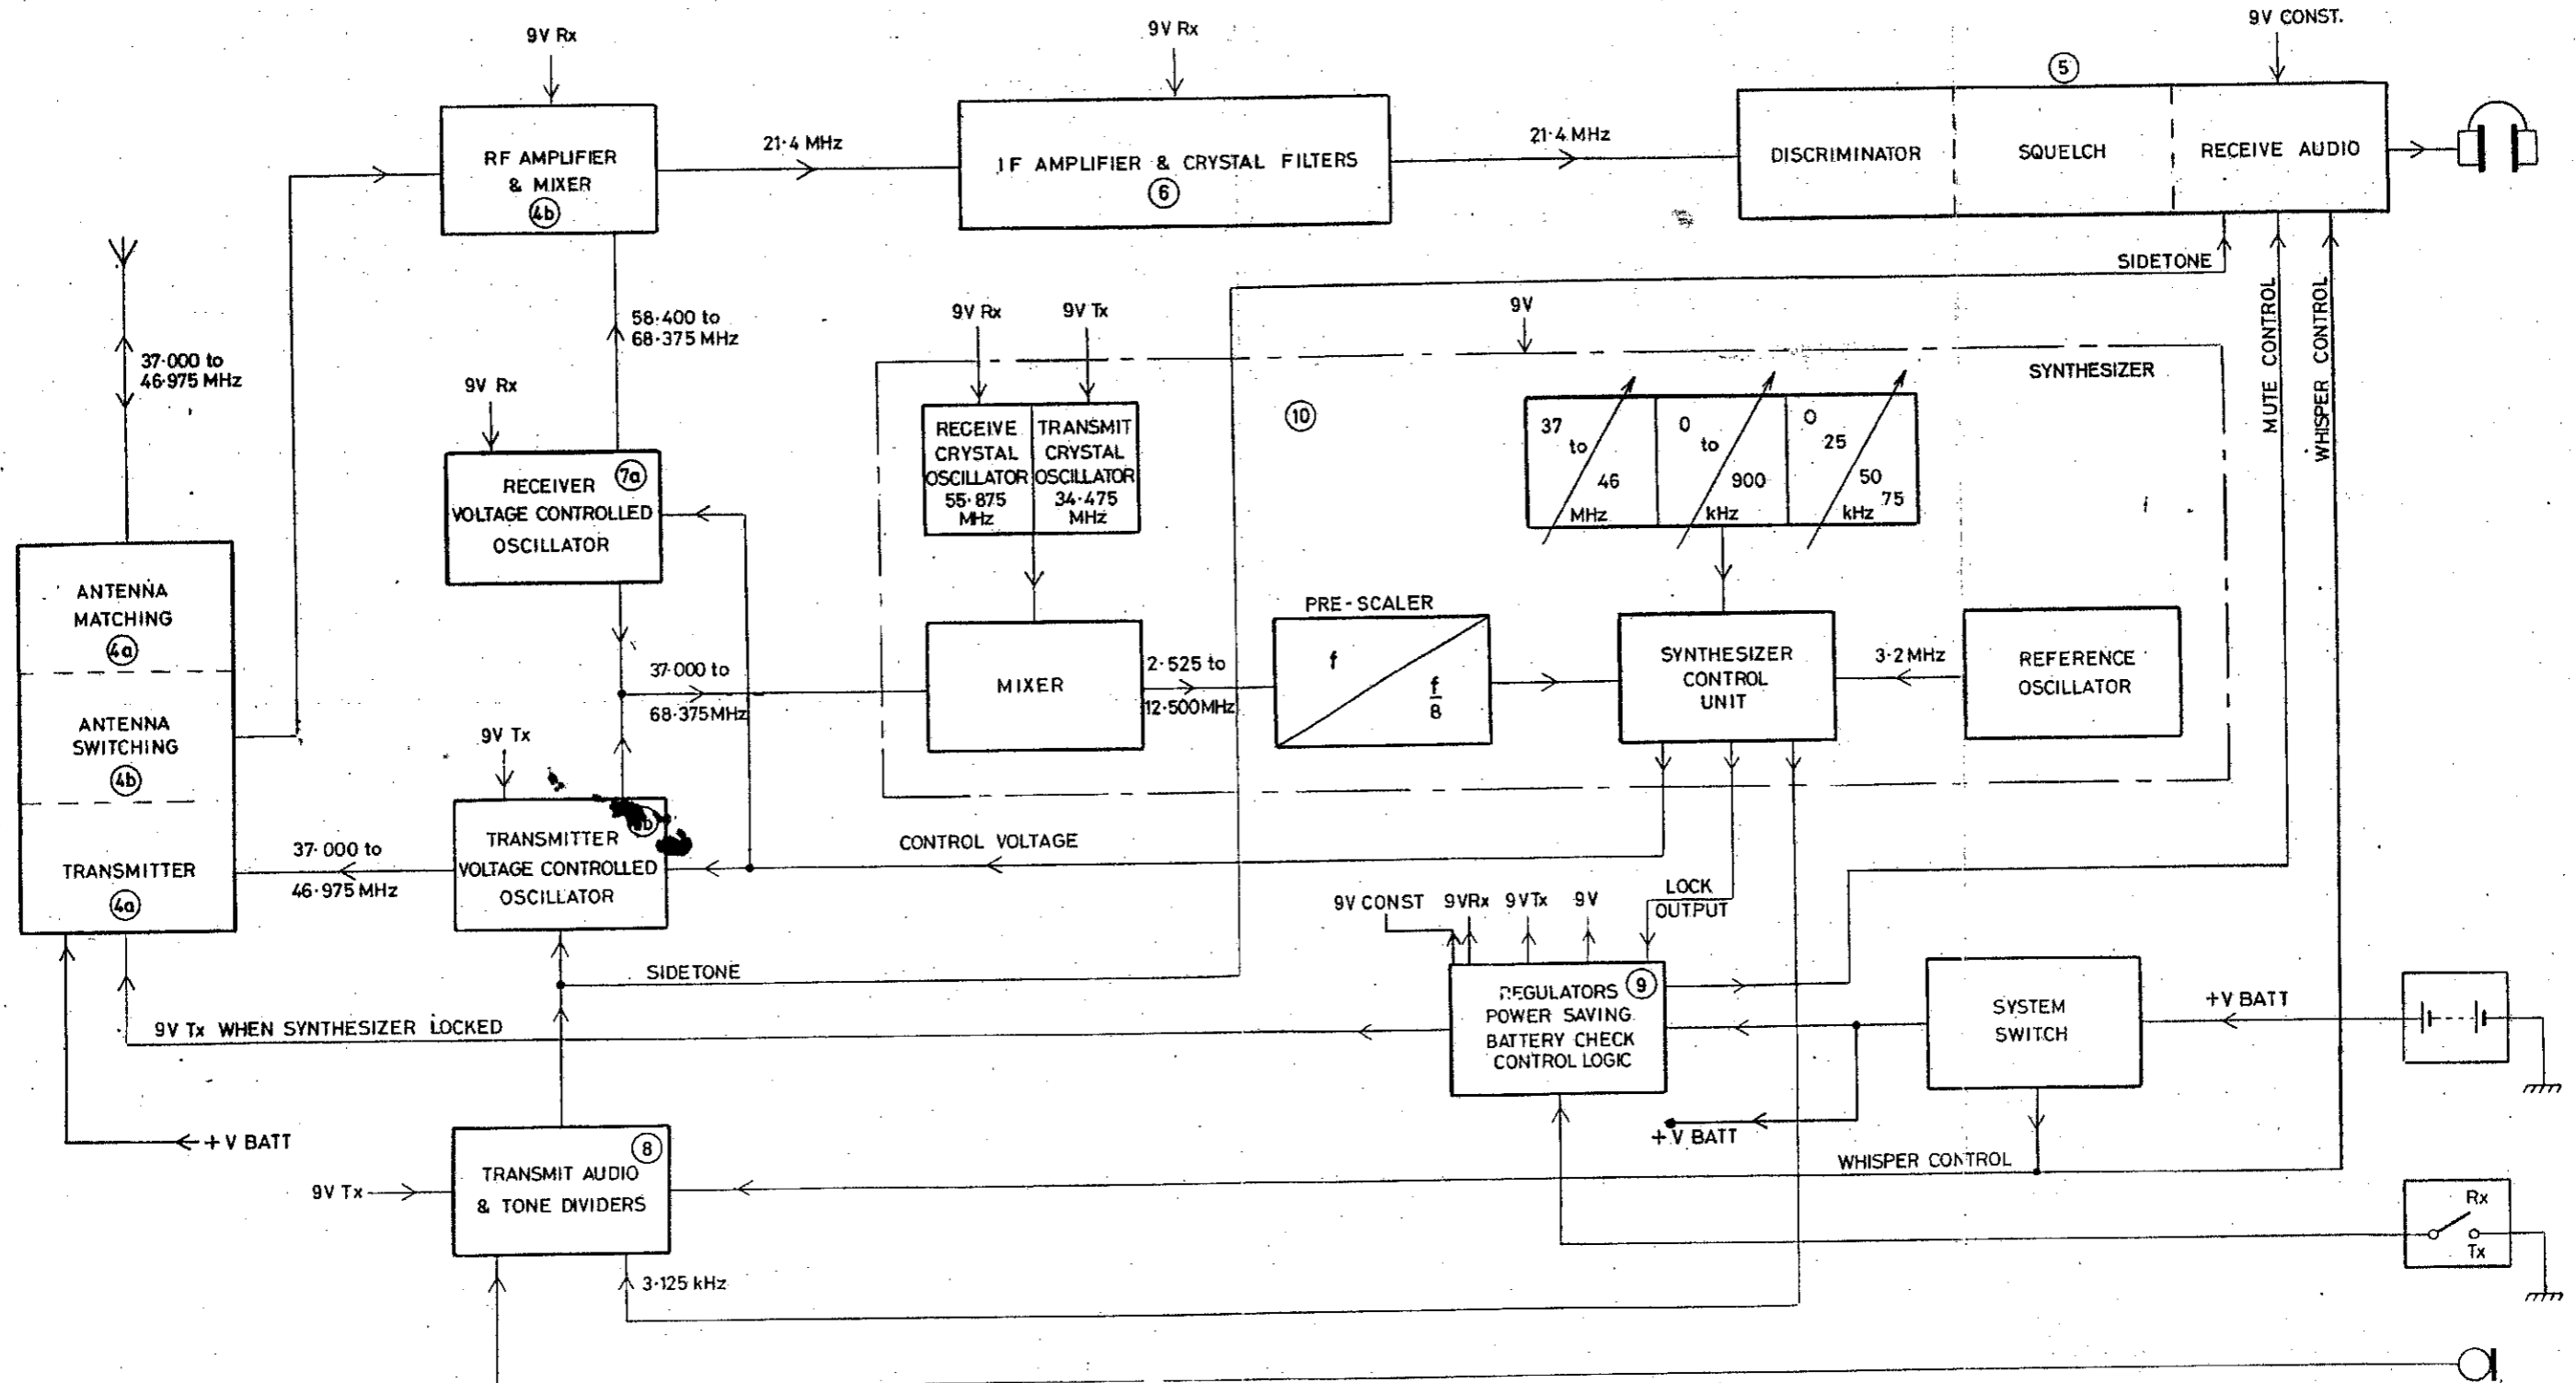 9V Rx
9V Rx
9V CONST.
5
RF AMPLIFIER
& MIXER
4b
21·4 MHz
IF AMPLIFIER & CRYSTAL FILTERS
6
21·4 MHz
DISCRIMINATOR
SQUELCH
RECEIVE AUDIO
SIDETONE
MUTE CONTROL
WHISPER CONTROL
37·000 to
46·975 MHz
58·400 to
68·375 MHz
9V Rx
9V Rx
9V Tx
9V
SYNTHESIZER
10
RECEIVE
CRYSTAL
OSCILLATOR
55·875
MHz
TRANSMIT
CRYSTAL
OSCILLATOR
34·475
MHz
37
to
46
MHz
0
to
900
kHz
0
25
50
75
kHz
RECEIVER
VOLTAGE CONTROLLED
OSCILLATOR
7a
ANTENNA
MATCHING
4a
ANTENNA
SWITCHING
4b
TRANSMITTER
4a
37·000 to
68·375MHz
MIXER
2·525 to
12·500MHz
PRE-SCALER
f
f
8
SYNTHESIZER
CONTROL
UNIT
3·2MHz
REFERENCE
OSCILLATOR
9V Tx
TRANSMITTER
VOLTAGE CONTROLLED
OSCILLATOR
37·000 to
46·975MHz
CONTROL VOLTAGE
LOCK
OUTPUT
9V CONST
9VRx
9VTx
9V
SIDETONE
REGULATORS
POWER SAVING
BATTERY CHECK
CONTROL LOGIC
9
SYSTEM
SWITCH
+V BATT
9V Tx WHEN SYNTHESIZER LOCKED
+V BATT
+V BATT
WHISPER CONTROL
9V Tx
TRANSMIT AUDIO
& TONE DIVIDERS
8
3·125 kHz
Rx
Tx